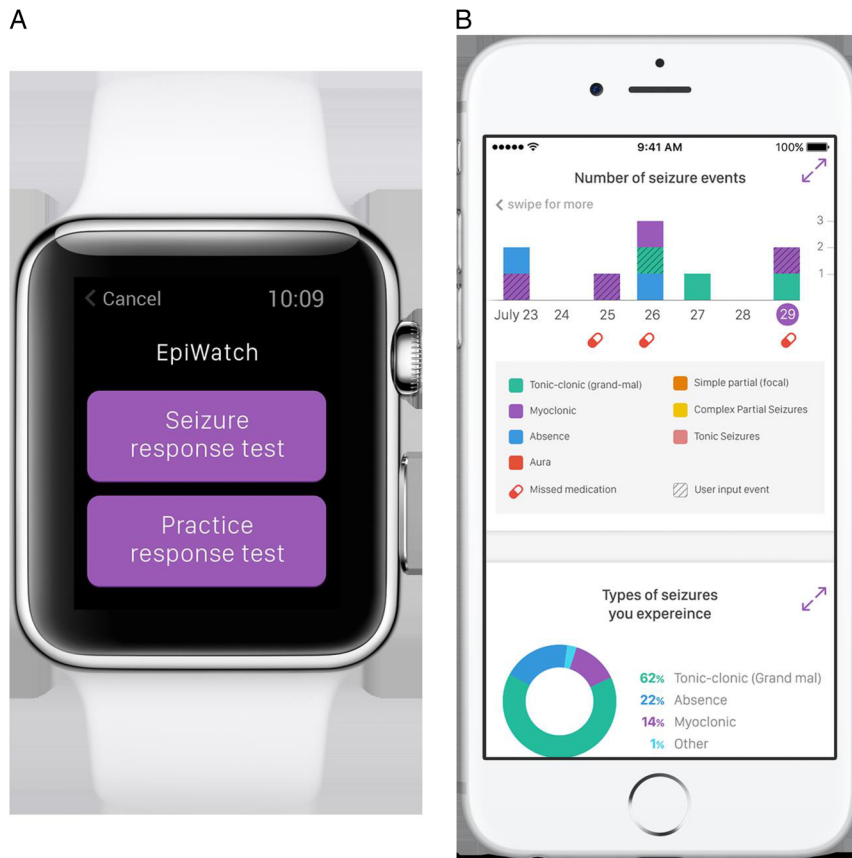 A
Cancel 10:09
EpiWatch
Seizure
response test
Practice
response test
B
9:41 AM 100%
Number of seizure events
swipe for more
3
2
1
July 23 24 25 26 27 28 29
Tonic-clonic (grand-mal) Simple partial (focal)
Myoclonic Complex Partial Seizures
Absence Tonic Seizures
Aura
Missed medication User input event
Types of seizures
you expereince
62% Tonic-clonic (Grand mal)
22% Absence
14% Myoclonic
1% Other